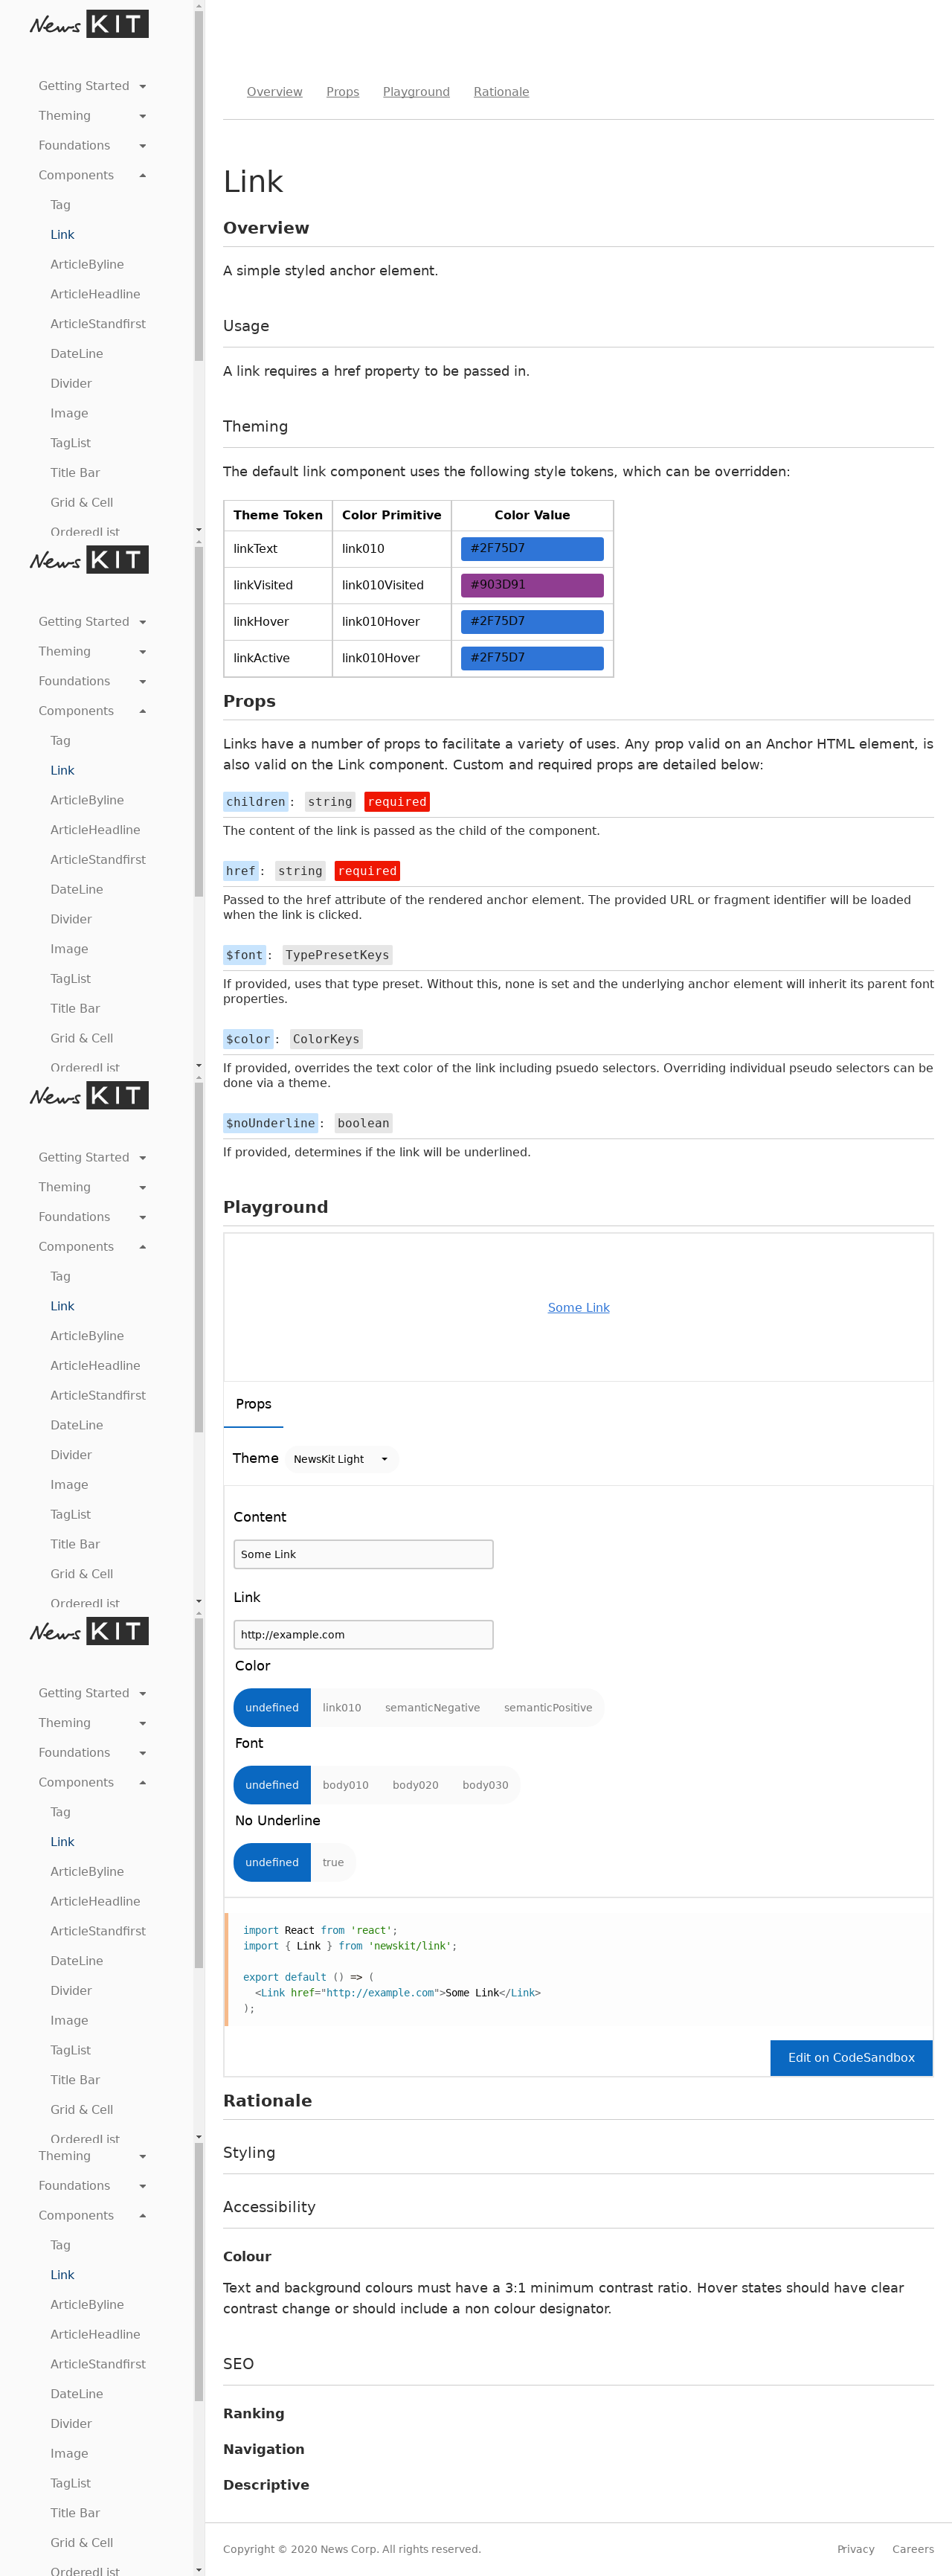 News KIT
Getting Started
Theming
Foundations
Components
Tag
Link
ArticleByline
ArticleHeadline
ArticleStandfirst
DateLine
Divider
Image
TagList
Title Bar
Grid & Cell
OrderedList
News KIT
Getting Started
Theming
Foundations
Components
Tag
Link
ArticleByline
ArticleHeadline
ArticleStandfirst
DateLine
Divider
Image
TagList
Title Bar
Grid & Cell
OrderedList
News KIT
Getting Started
Theming
Foundations
Components
Tag
Link
ArticleByline
ArticleHeadline
ArticleStandfirst
DateLine
Divider
Image
TagList
Title Bar
Grid & Cell
OrderedList
News KIT
Getting Started
Theming
Foundations
Components
Tag
Link
ArticleByline
ArticleHeadline
ArticleStandfirst
DateLine
Divider
Image
TagList
Title Bar
Grid & Cell
OrderedList
Theming
Foundations
Components
Tag
Link
ArticleByline
ArticleHeadline
ArticleStandfirst
DateLine
Divider
Image
TagList
Title Bar
Grid & Cell
OrderedList
Overview Props Playground Rationale
Link
Overview
A simple styled anchor element.
Usage
A link requires a href property to be passed in.
Theming
The default link component uses the following style tokens, which can be overridden:
Theme Token Color Primitive Color Value
linkText link010 #2F75D7
linkVisited link010Visited #903D91
linkHover link010Hover #2F75D7
linkActive link010Hover #2F75D7
Props
Links have a number of props to facilitate a variety of uses. Any prop valid on an Anchor HTML element, is
also valid on the Link component. Custom and required props are detailed below:
children: string required
The content of the link is passed as the child of the component.
href: string required
Passed to the href attribute of the rendered anchor element. The provided URL or fragment identifier will be loaded
when the link is clicked.
$font: TypePresetKeys
If provided, uses that type preset. Without this, none is set and the underlying anchor element will inherit its parent font
properties.
$color: ColorKeys
If provided, overrides the text color of the link including psuedo selectors. Overriding individual pseudo selectors can be
done via a theme.
$noUnderline: boolean
If provided, determines if the link will be underlined.
Playground
Some Link
Props
Theme NewsKit Light
Content
Some Link
Link
http://example.com
Color
undefined link010 semanticNegative semanticPositive
Font
undefined body010 body020 body030
No Underline
undefined true
import React from 'react';
import { Link } from 'newskit/link';
export default () => (
<Link href="http://example.com">Some Link</Link>
);
Edit on CodeSandbox
Rationale
Styling
Accessibility
Colour
Text and background colours must have a 3:1 minimum contrast ratio. Hover states should have clear
contrast change or should include a non colour designator.
SEO
Ranking
Navigation
Descriptive
Copyright © 2020 News Corp. All rights reserved. Privacy Careers